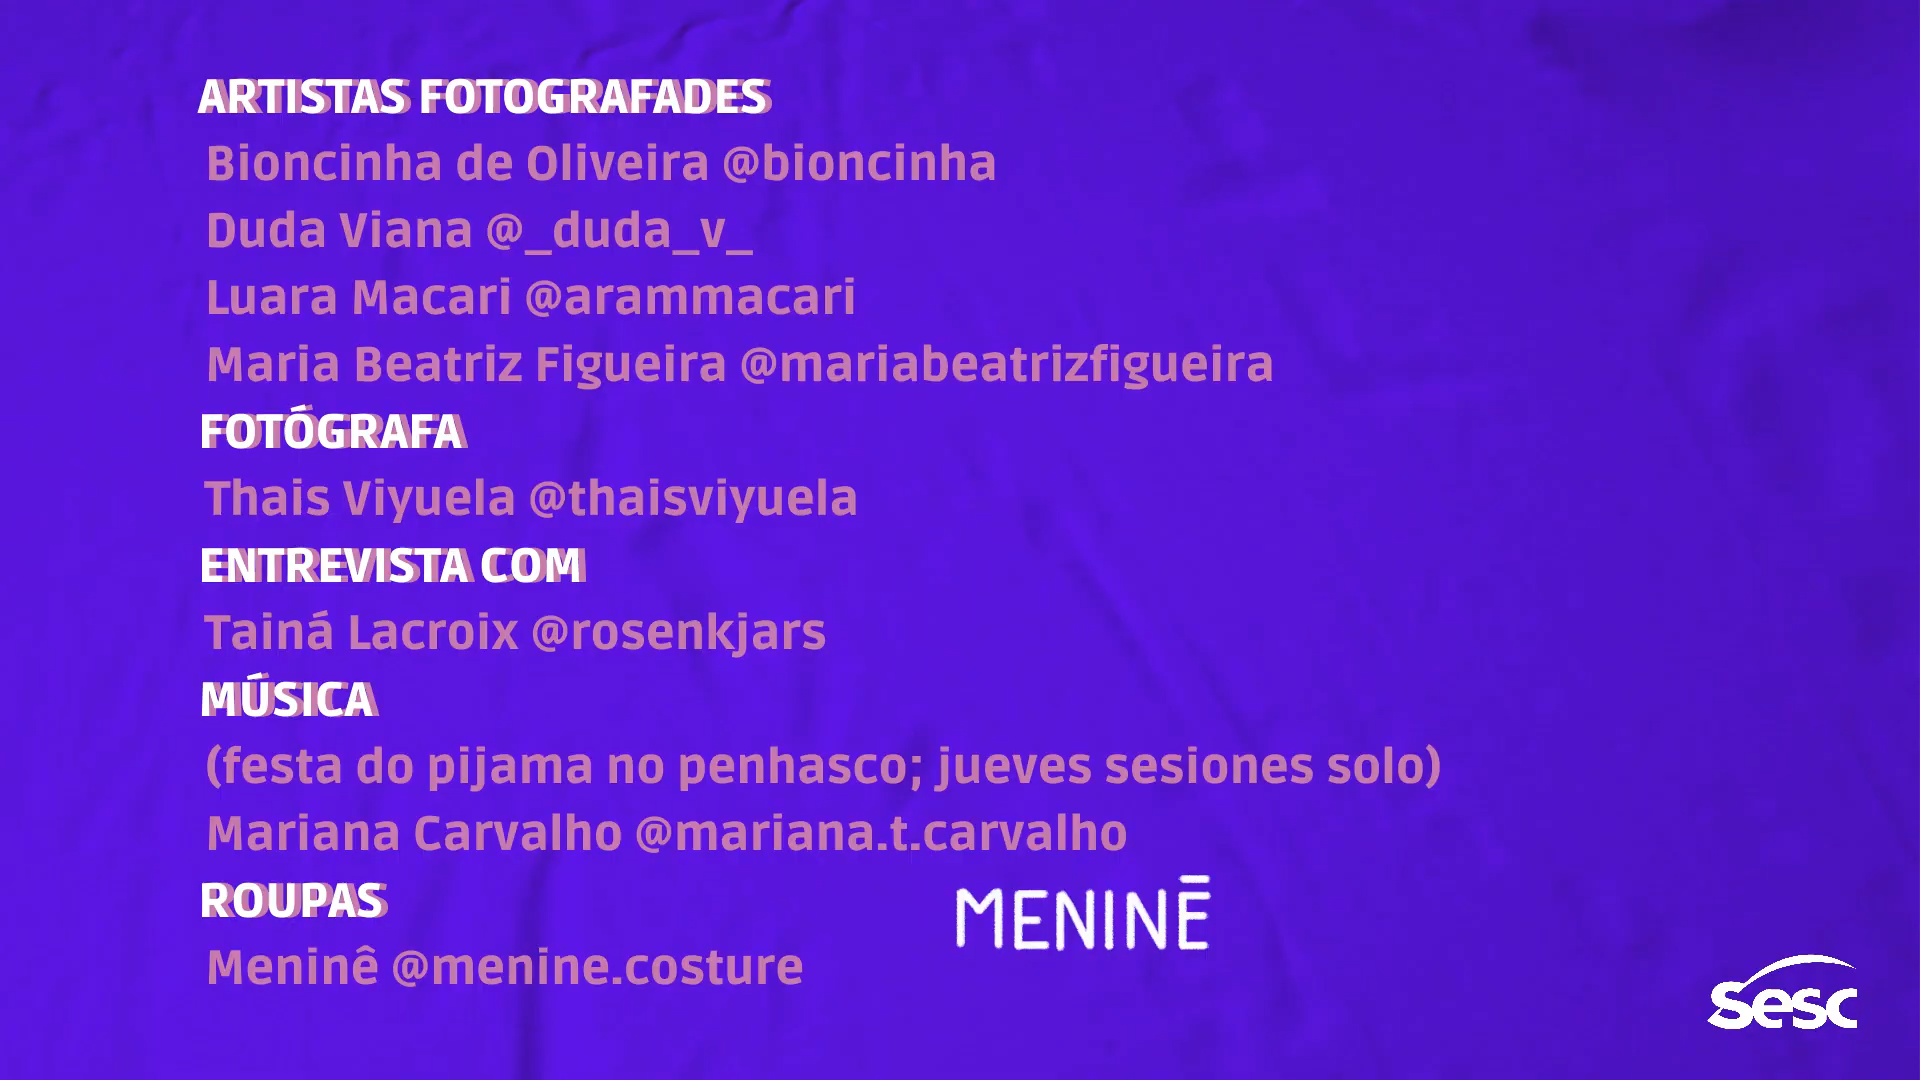 ARTISTAS FOTOGRAFADES
Bioncinha de Oliveira @bioncinha
Duda Viana @_duda_v_
Luara Macari @arammacari
Maria Beatriz Figueira @mariabeatrizfigueira
FOTÓGRAFA
Thais Viyuela @thaisviyuela
ENTREVISTA COM
Tainá Lacroix @rosenkjars
MÚSICA
(festa do pijama no penhasco; jueves sesiones solo)
Mariana Carvalho @mariana.t.carvalho
ROUPAS
Meninê @menine.costure
MENINĒ
Sesc